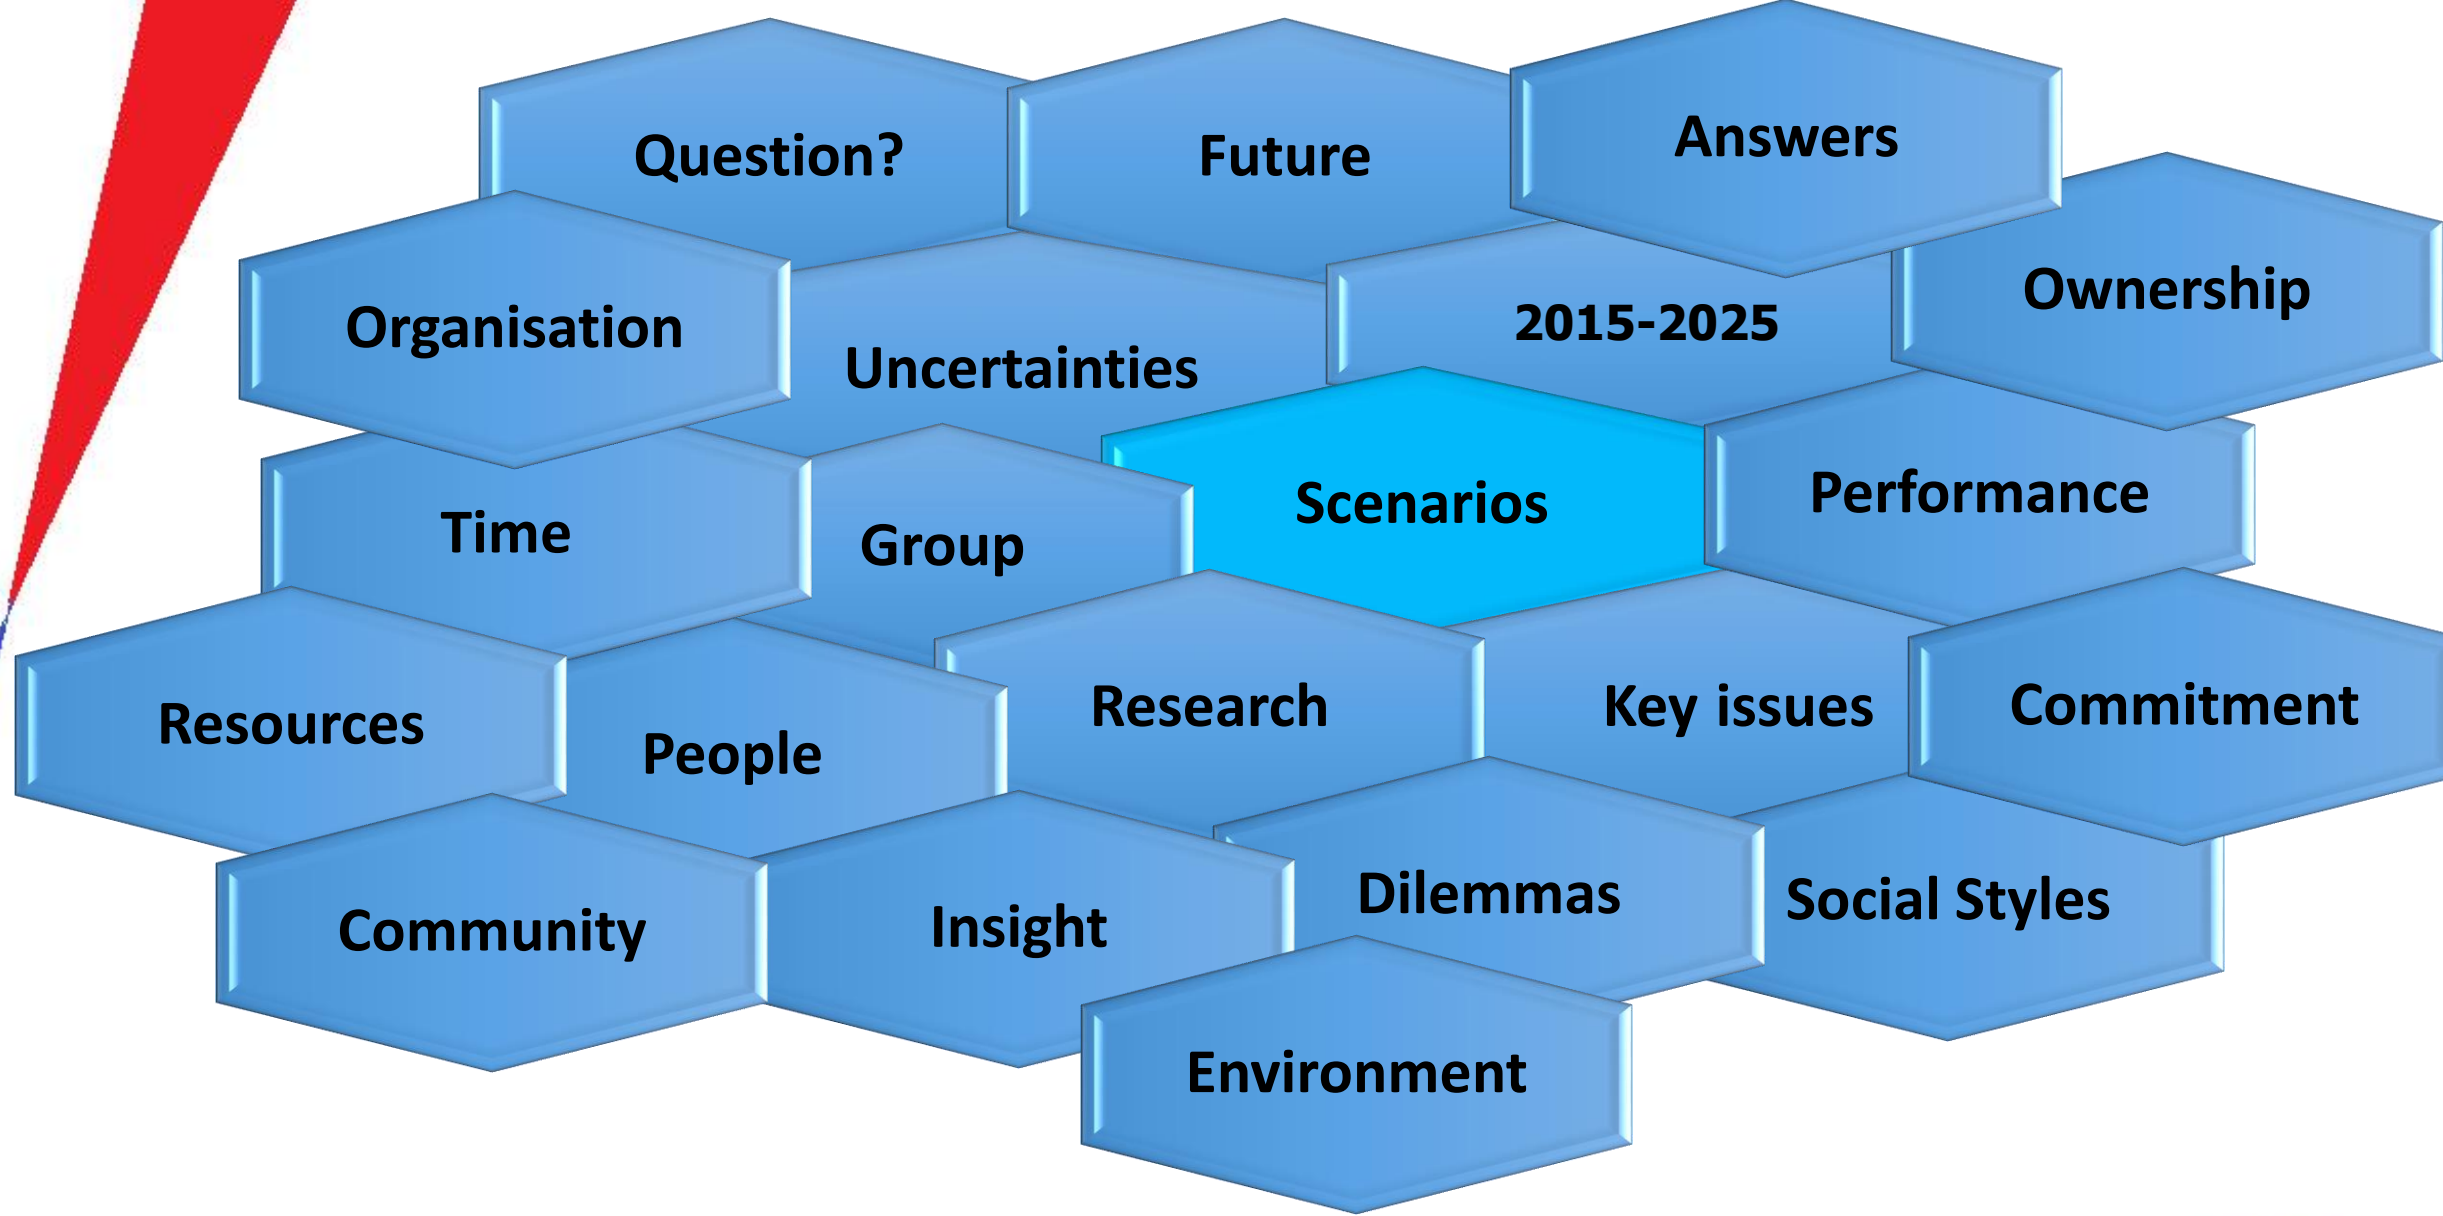 Question?
Future
Answers
Organisation
Uncertainties
2015-2025
Ownership
Time
Group
Scenarios
Performance
Resources
People
Research
Key issues
Commitment
Community
Insight
Dilemmas
Social Styles
Environment